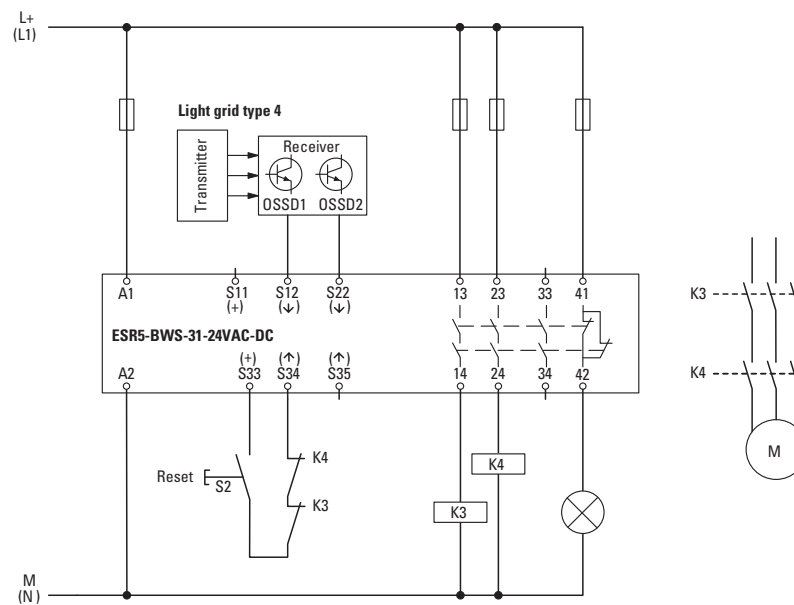 L+
(L1)
Light grid type 4
Transmitter
Receiver
OSSD1 OSSD2
A1 S11 S12 S22 13 23 33 41
(+) (↓) (↓)
ESR5-BWS-31-24VAC-DC
(+) (↑) (↑)
A2 S33 S34 S35 14 24 34 42
K3
K4
M
Reset
S2
K4
K3
K4
K3
M
(N)